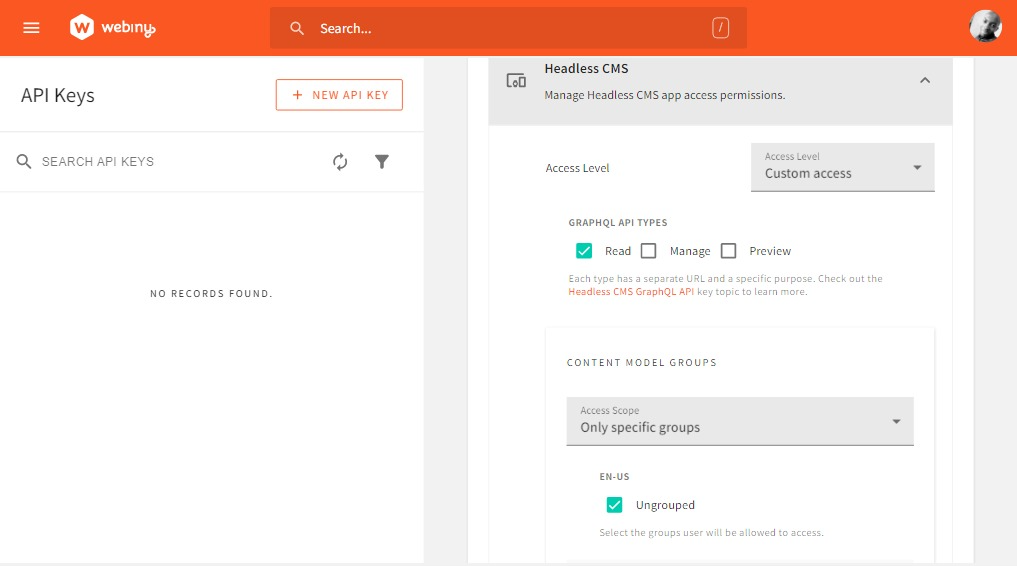 webiny
Search...
/
API Keys
+ NEW API KEY
SEARCH API KEYS
NO RECORDS FOUND.
Headless CMS
Manage Headless CMS app access permissions.
Access Level
Access Level
Custom access
GRAPHQL API TYPES
Read Manage Preview
Each type has a separate URL and a specific purpose. Check out the
Headless CMS GraphQL API key topic to learn more.
CONTENT MODEL GROUPS
Access Scope
Only specific groups
EN-US
Ungrouped
Select the groups user will be allowed to access.